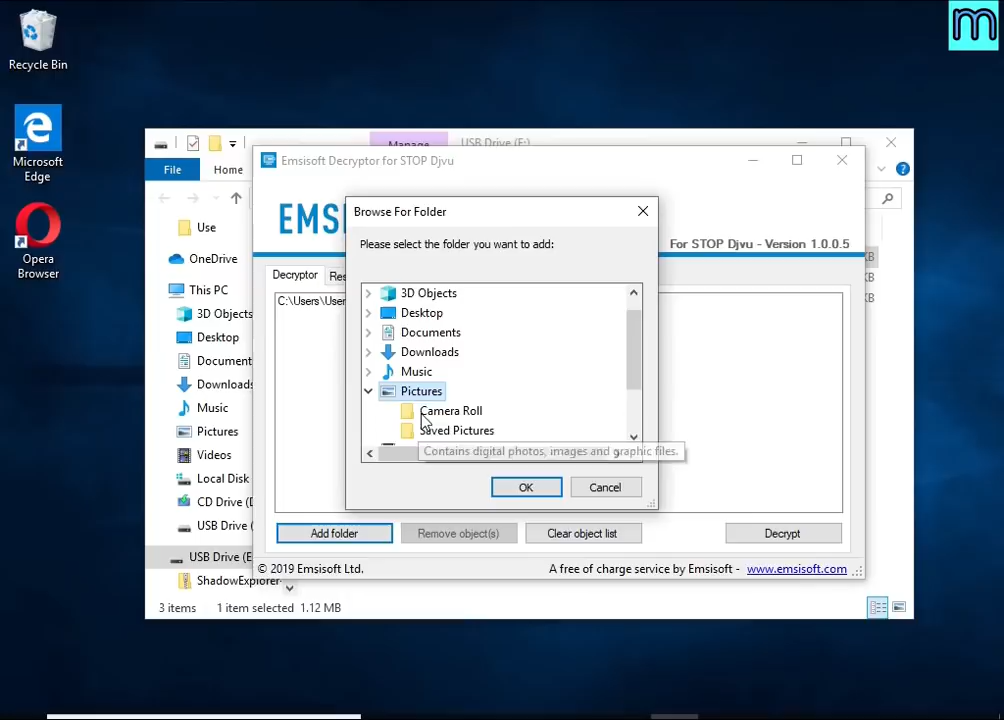 m
Recycle Bin
Microsoft
Edge
Opera
Browser
Manage
USB Drive (E:)
File
Home
Use
OneDrive
This PC
3D Objects
Desktop
Document
Downloads
Music
Pictures
Videos
Local Disk
CD Drive (D
USB Drive (
USB Drive (E
ShadowExplorer-
3 items 1 item selected 1.12 MB
KB
KB
KB
Emsisoft Decryptor for STOP Djvu
EMS
For STOP Djvu - Version 1.0.0.5
Decryptor
Res
C:\Users\User
Browse For Folder
Please select the folder you want to add:
3D Objects
Desktop
Documents
Downloads
Music
Pictures
Camera Roll
Saved Pictures
Contains digital photos, images and graphic files.
OK Cancel
Add folder Remove object(s) Clear object list Decrypt
© 2019 Emsisoft Ltd. A free of charge service by Emsisoft - www.emsisoft.com